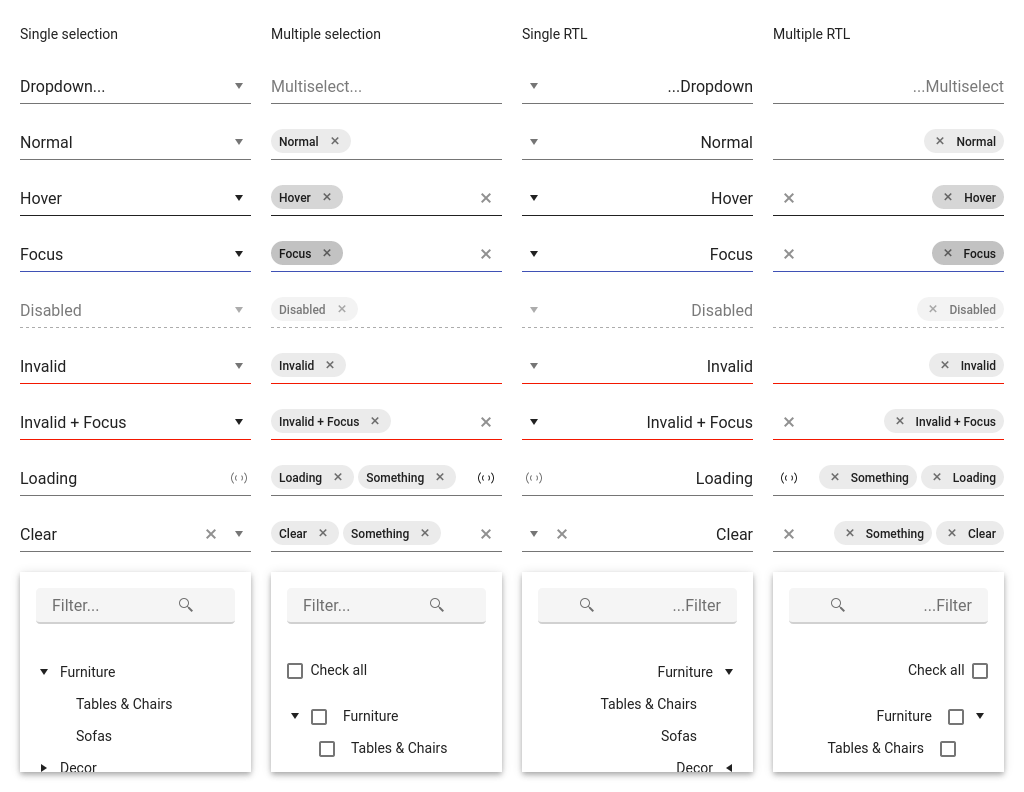 Single selection Multiple selection Single RTL Multiple RTL
Dropdown... Multiselect... ...Dropdown ...Multiselect
Normal Normal Normal Normal
Hover Hover Hover Hover
Focus Focus Focus Focus
Disabled Disabled Disabled Disabled
Invalid Invalid Invalid Invalid
Invalid + Focus Invalid + Focus Invalid + Focus Invalid + Focus
Loading Loading Something Loading Something Loading
Clear Clear Something Clear Something Clear
Filter... Filter... ...Filter ...Filter
Furniture Check all Furniture Check all
Tables & Chairs Furniture Tables & Chairs Furniture
Sofas Tables & Chairs Sofas Tables & Chairs
Decor Decor